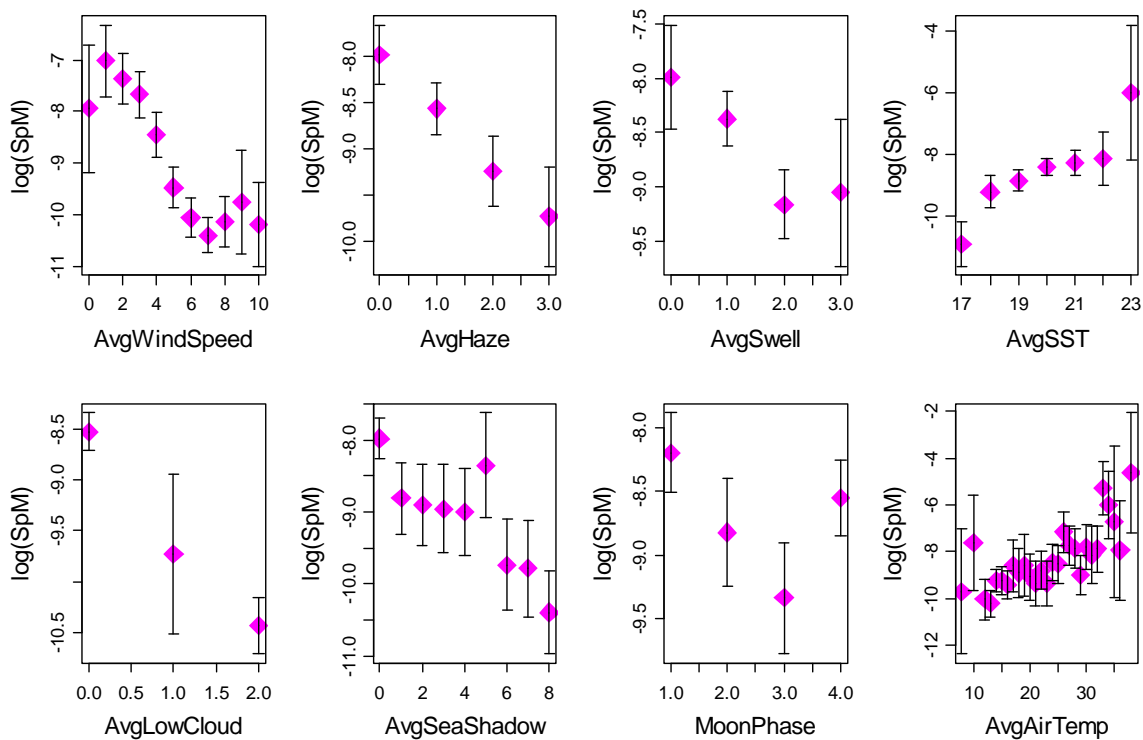 log(SpM)
-7
-8
-9
-10
-11
0 2 4 6 8 10
AvgWindSpeed
log(SpM)
-8.0
-8.5
-9.0
-10.0
0.0 1.0 2.0 3.0
AvgHaze
log(SpM)
-7.5
-8.0
-8.5
-9.0
-9.5
0.0 1.0 2.0 3.0
AvgSwell
log(SpM)
-4
-6
-8
-10
17 19 21 23
AvgSST
log(SpM)
-8.5
-9.0
-9.5
-10.5
0.0 0.5 1.0 1.5 2.0
AvgLowCloud
log(SpM)
-8.0
-9.0
-10.0
-11.0
0 2 4 6 8
AvgSeaShadow
log(SpM)
-8.0
-8.5
-9.0
-9.5
1.0 2.0 3.0 4.0
MoonPhase
log(SpM)
-2
-4
-6
-8
-10
-12
10 20 30
AvgAirTemp